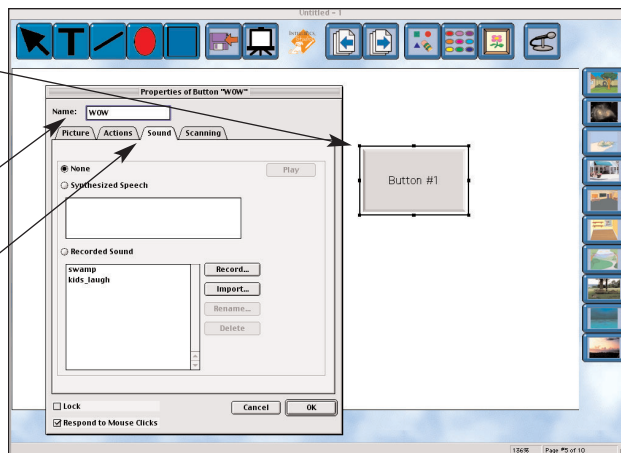 Untitled - 1
Properties of Button "WOW"
Name: WOW
Picture Actions Sound Scanning
None
Play
Synthesized Speech
Button #1
Recorded Sound
swamp
kids_laugh
Record...
Import...
Rename...
Delete
Lock
Cancel OK
Respond to Mouse Clicks
136% Page #5 of 10